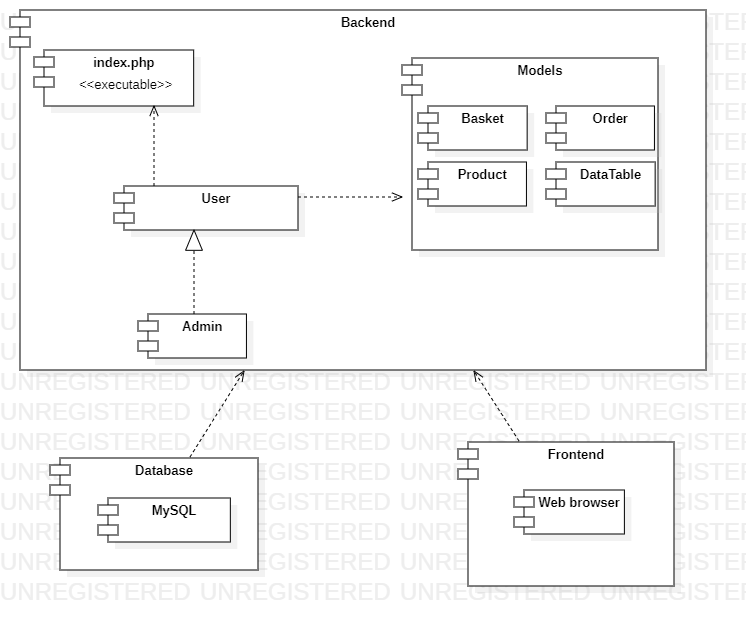 Backend
index.php
<<executable>>
Models
Basket
Order
Product
DataTable
User
Admin
UNREGISTERED UNREGISTERED UNREGISTERED UNREGISTER
Database
MySQL
Frontend
Web browser